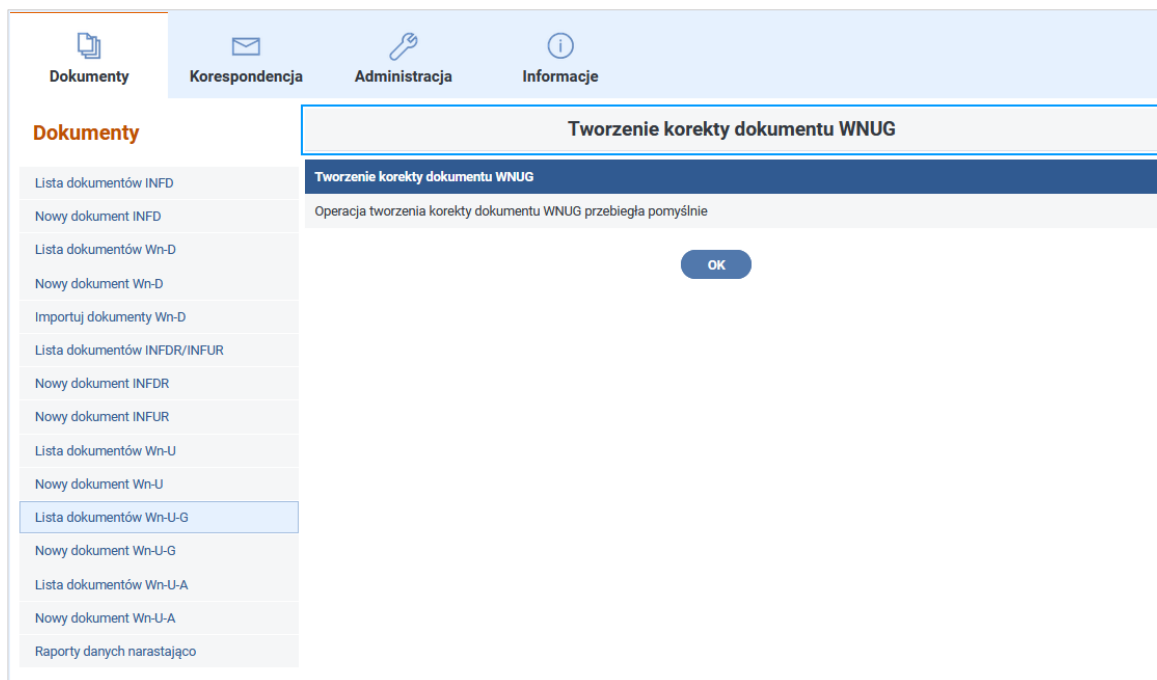 Dokumenty
Korespondencja
Administracja
Informacje
Dokumenty
Tworzenie korekty dokumentu WNUG
Lista dokumentów INFD
Nowy dokument INFD
Lista dokumentów Wn-D
Nowy dokument Wn-D
Importuj dokumenty Wn-D
Lista dokumentów INFDR/INFUR
Nowy dokument INFDR
Nowy dokument INFUR
Lista dokumentów Wn-U
Nowy dokument Wn-U
Lista dokumentów Wn-U-G
Nowy dokument Wn-U-G
Lista dokumentów Wn-U-A
Nowy dokument Wn-U-A
Raporty danych narastająco
Tworzenie korekty dokumentu WNUG
Operacja tworzenia korekty dokumentu WNUG przebiegła pomyślnie
OK